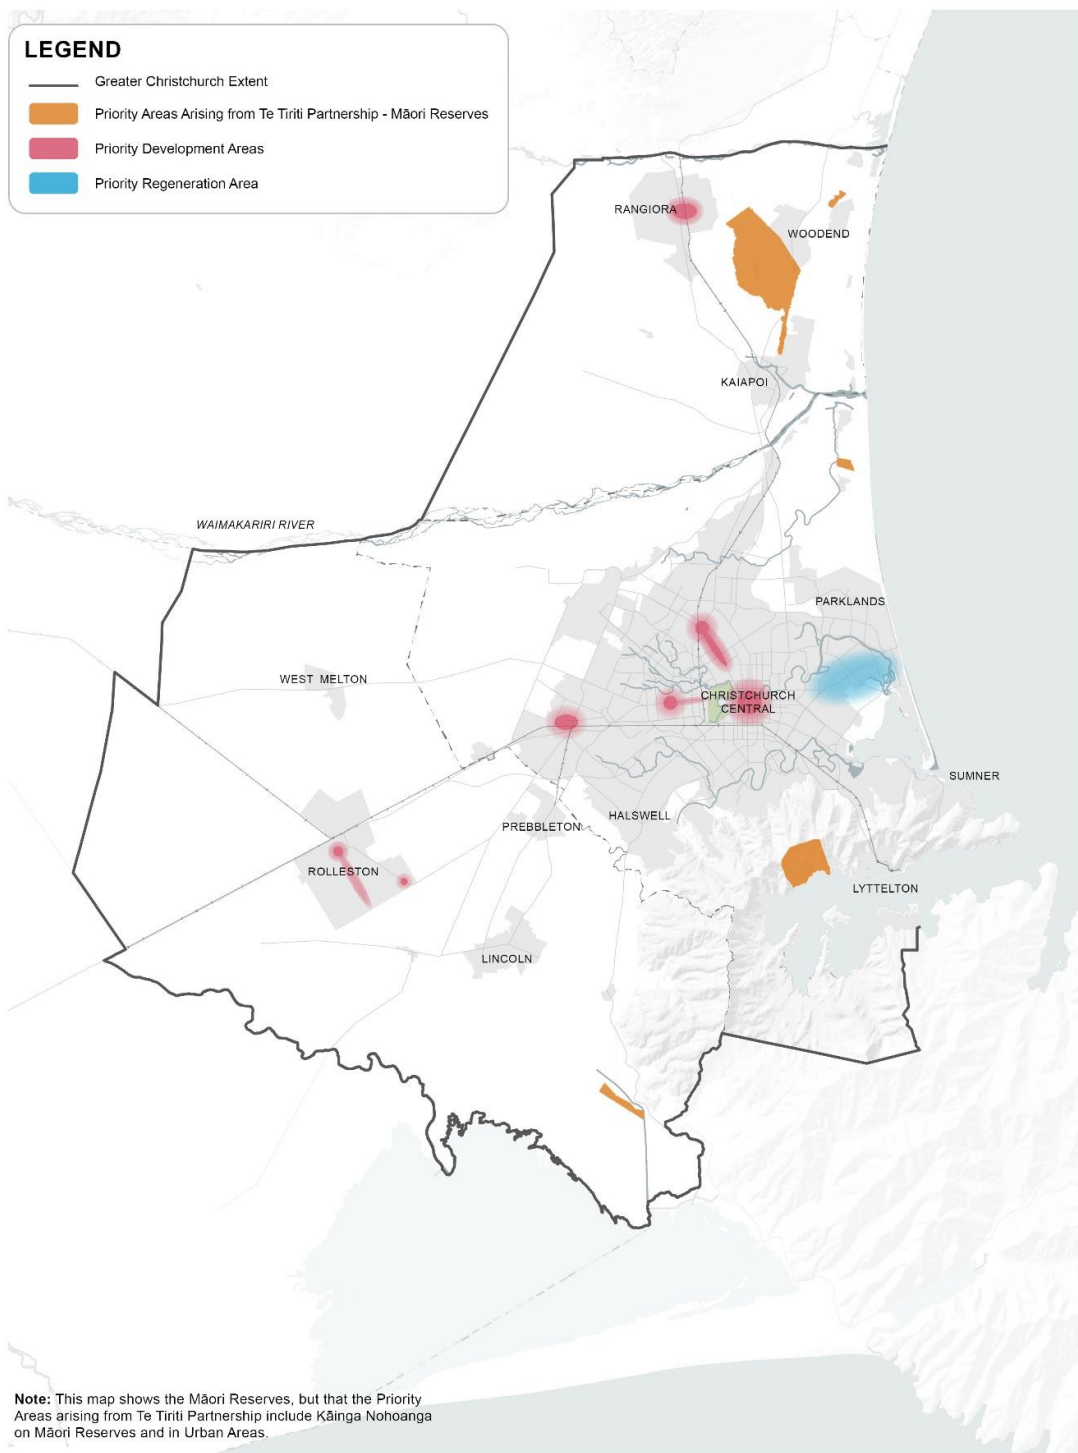 LEGEND
Greater Christchurch Extent
Priority Areas Arising from Te Tiriti Partnership - Māori Reserves
Priority Development Areas
Priority Regeneration Area
RANGIORA
WOODEND
KAIAPOI
WAIMAKARIRI RIVER
PARKLANDS
WEST MELTON
CHRISTCHURCH
CENTRAL
SUMNER
HALSWELL
PREBBLETON
ROLLESTON
LYTTELTON
LINCOLN
Note: This map shows the Māori Reserves, but that the Priority
Areas arising from Te Tiriti Partnership include Kāinga Nohoanga
on Māori Reserves and in Urban Areas.